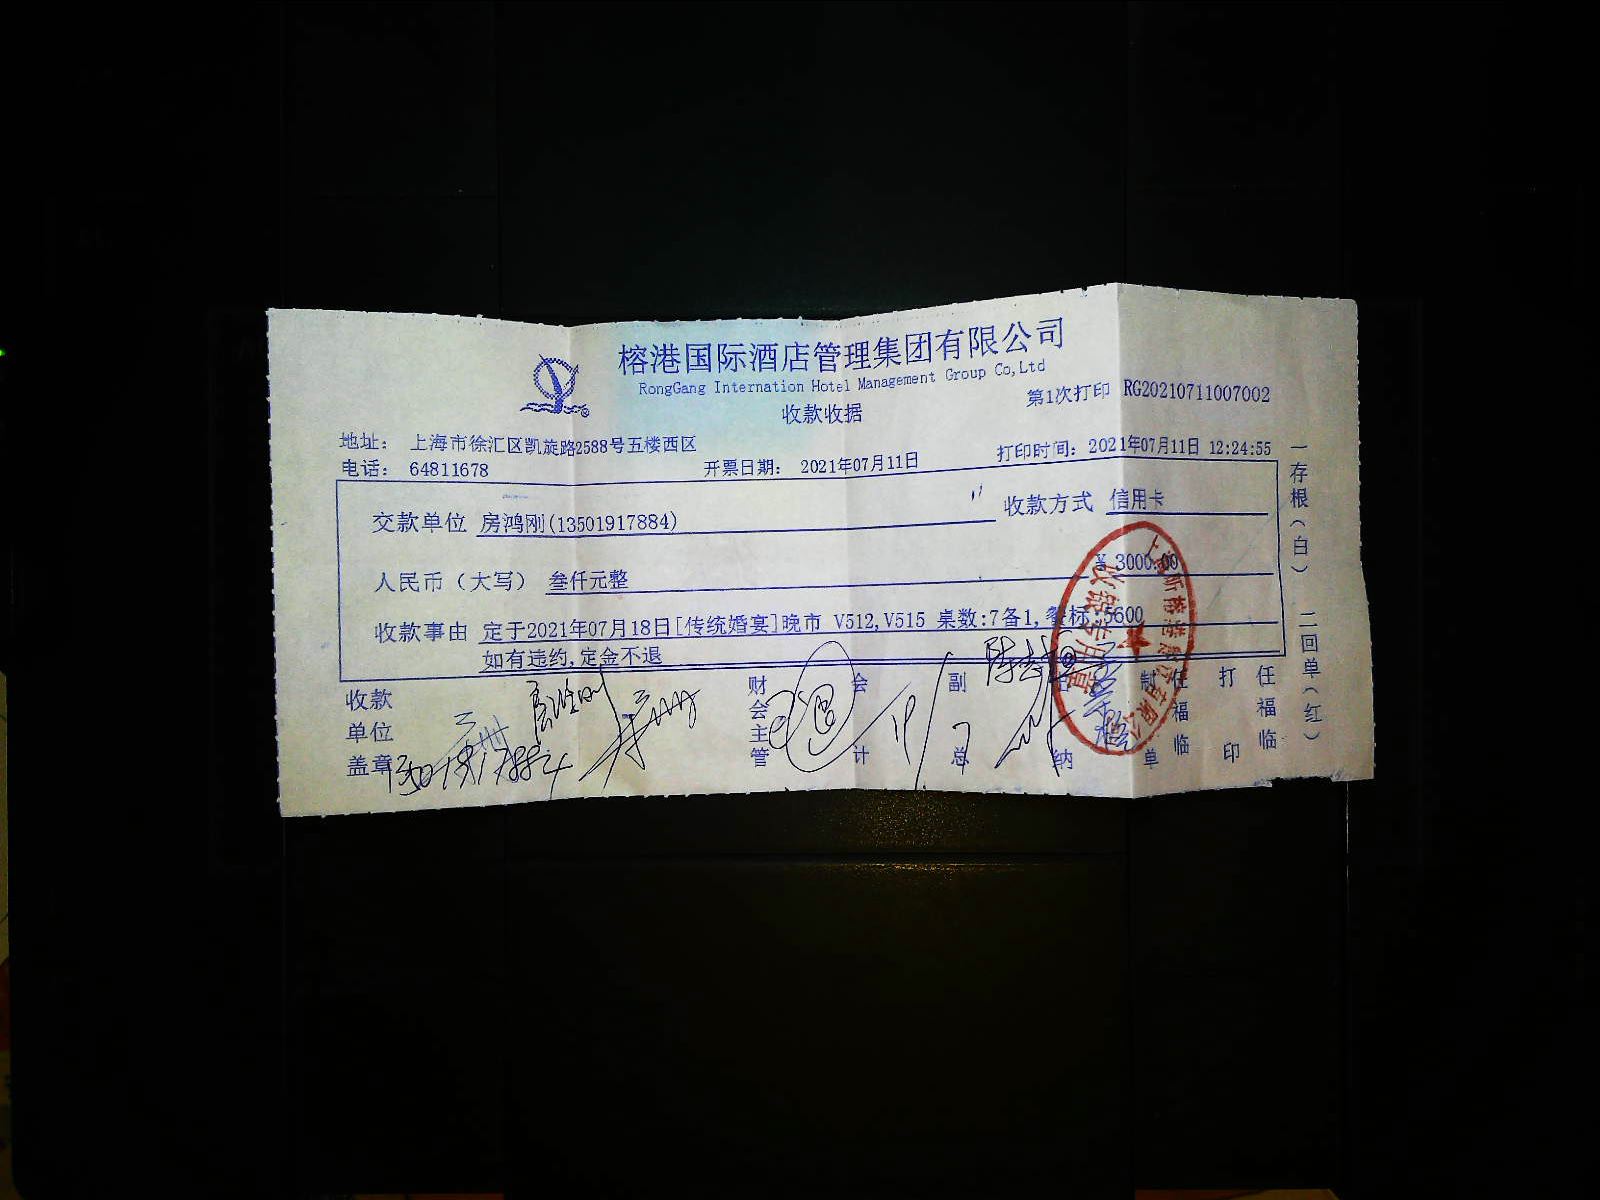 榕港国际酒店管理集团有限公司
RongGang Internation Hotel Management Group Co,Ltd
收款收据
第1次打印 RG20210711007002
地址： 上海市徐汇区凯旋路2588号五楼西区
电话： 64811678
开票日期： 2021年07月11日
打印时间：2021年07月11日 12:24:55
交款单位 房鸿刚(13501917884)
收款方式 信用卡
人民币（大写） 叁仟元整
¥ 3000.00
收款事由 定于2021年07月18日[传统婚宴]晚市 V512,V515 桌数:7备1,餐标:5600
如有违约,定金不退
收款单位盖章
财会主管
会计
副总
出纳
制单
任福临
打印
任福临
一存根（白） 二回单（红）
收银专用章